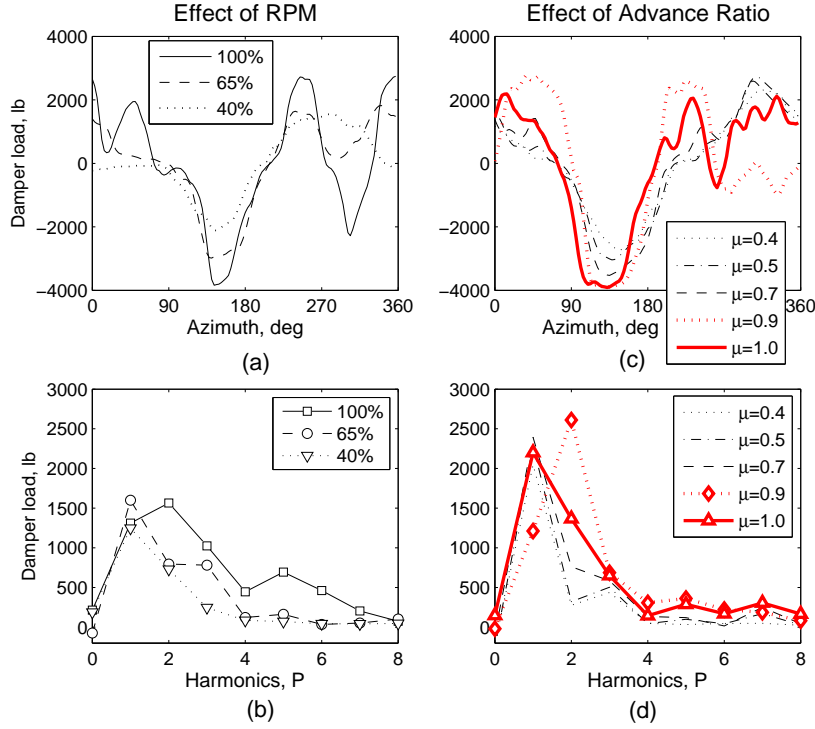 Effect of RPM
Damper load, lb
4000
2000
0
−2000
−4000
0
90
180
270
360
Azimuth, deg
100%
65%
40%
(a)
Effect of Advance Ratio
4000
2000
0
−2000
−4000
0
90
180
270
360
Azimuth, deg
μ=0.4
μ=0.5
μ=0.7
μ=0.9
μ=1.0
(c)
Damper load, lb
3000
2500
2000
1500
1000
500
0
0
2
4
6
8
Harmonics, P
100%
65%
40%
(b)
3000
2500
2000
1500
1000
500
0
0
2
4
6
8
Harmonics, P
μ=0.4
μ=0.5
μ=0.7
μ=0.9
μ=1.0
(d)